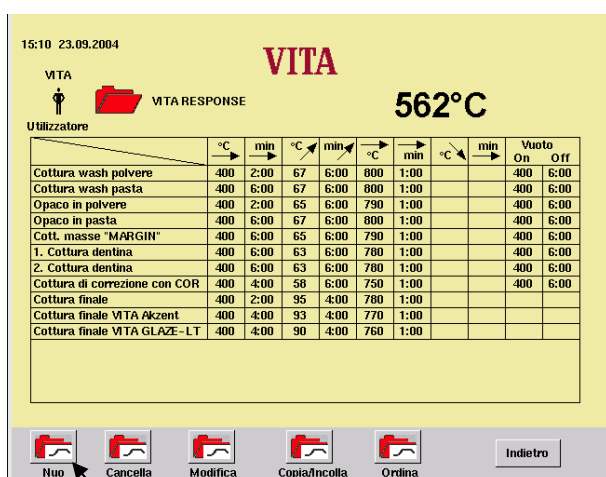 15:10 23.09.2004
VITA
VITA
VITA RESPONSE
562°C
Utilizzatore
°C min °C min °C min °C min Vuoto
On Off
Cottura wash polvere 400 2:00 67 6:00 800 1:00 400 6:00
Cottura wash pasta 400 6:00 67 6:00 800 1:00 400 6:00
Opaco in polvere 400 2:00 65 6:00 790 1:00 400 6:00
Opaco in pasta 400 6:00 67 6:00 800 1:00 400 6:00
Cott. masse "MARGIN" 400 6:00 65 6:00 790 1:00 400 6:00
1. Cottura dentina 400 6:00 63 6:00 780 1:00 400 6:00
2. Cottura dentina 400 6:00 63 6:00 780 1:00 400 6:00
Cottura di correzione con COR 400 4:00 58 6:00 750 1:00 400 6:00
Cottura finale 400 2:00 95 4:00 780 1:00
Cottura finale VITA Akzent 400 4:00 93 4:00 770 1:00
Cottura finale VITA GLAZE-LT 400 4:00 90 4:00 760 1:00
Nuo Cancella Modifica Copia/Incolla Ordina Indietro